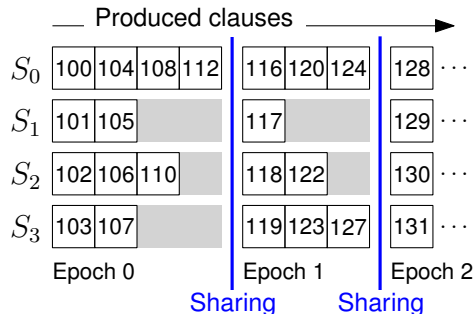 Produced clauses
S0 100 104 108 112 116 120 124 128 ···
S1 101 105 117 129 ···
S2 102 106 110 118 122 130 ···
S3 103 107 119 123 127 131 ···
Epoch 0 Epoch 1 Epoch 2
Sharing Sharing